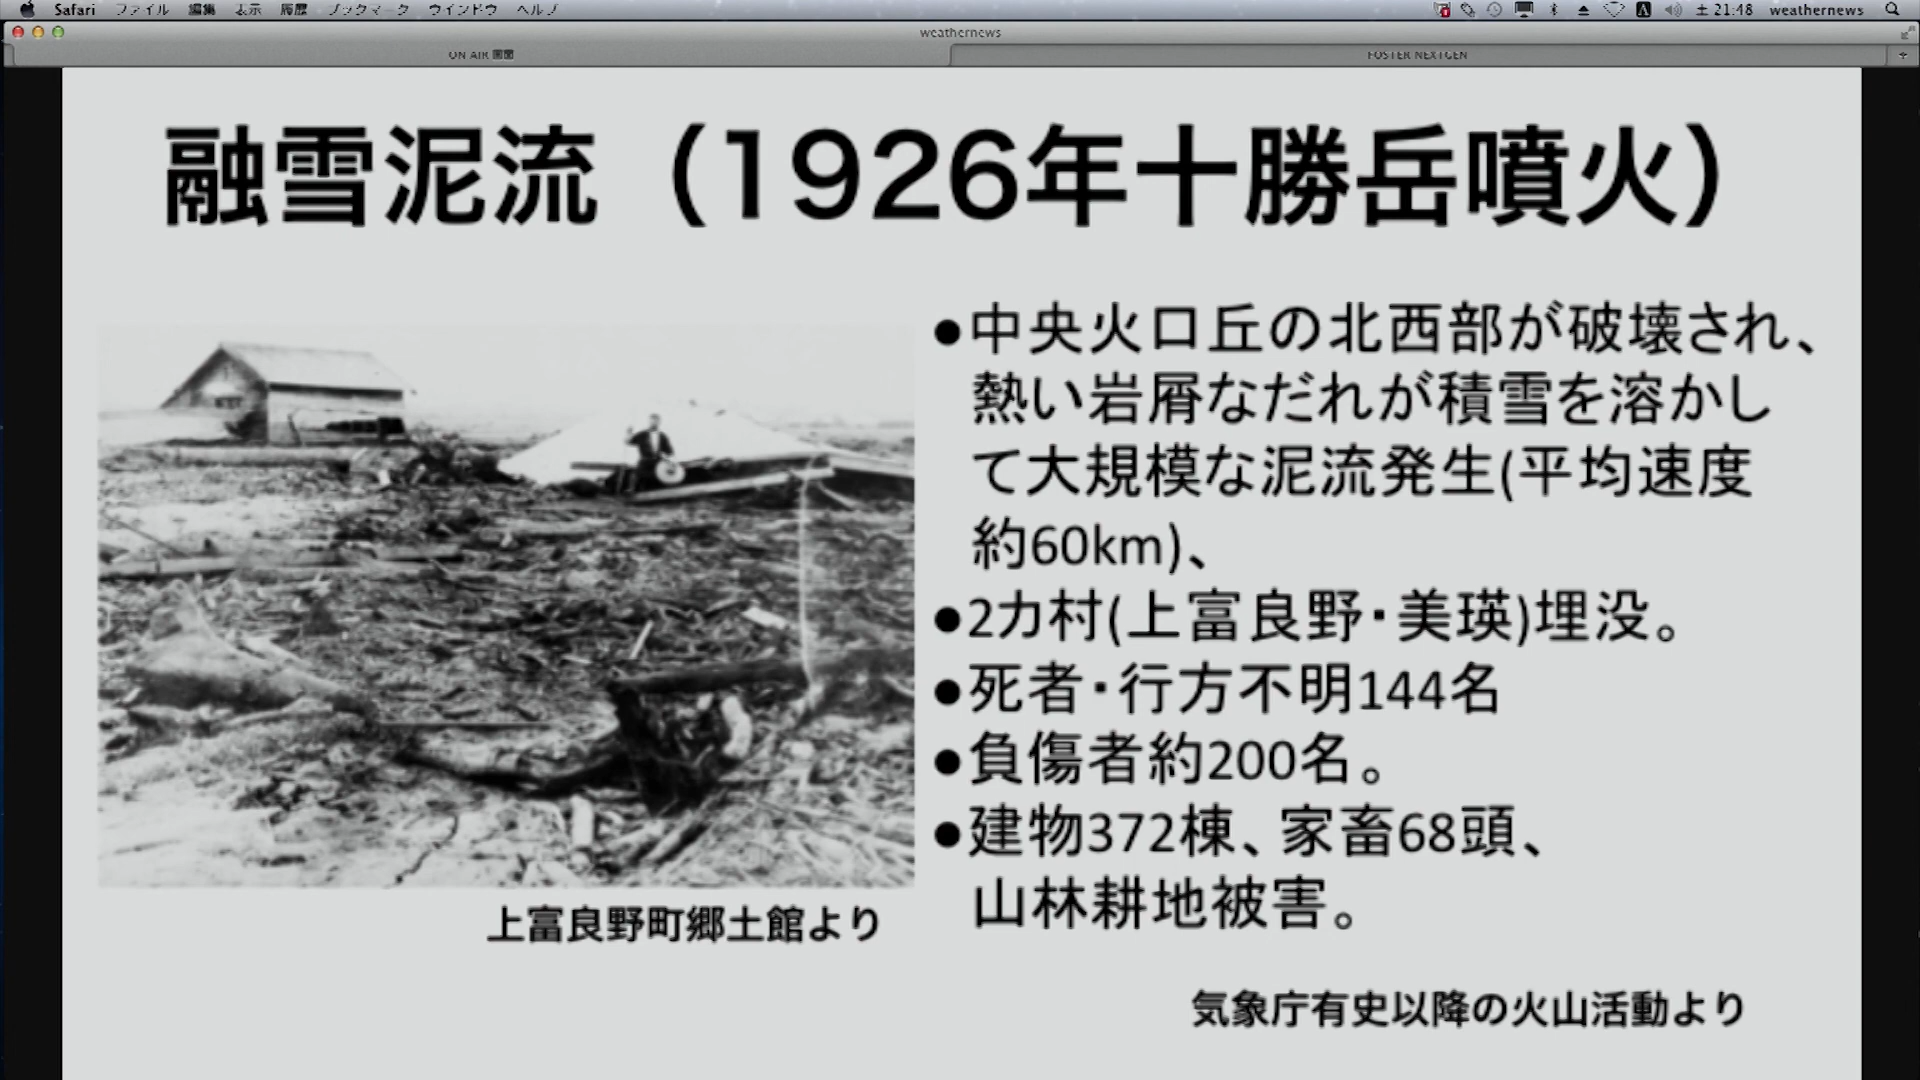 Safari ファイル 編集 表示 履歴 ブックマーク ウインドウ ヘルプ
土 21:48 weathernews
weathernews
ON AIR 画面
FOSTER NEXTGEN
融雪泥流（1926年十勝岳噴火）
●中央火口丘の北西部が破壊され、
熱い岩屑なだれが積雪を溶かし
て大規模な泥流発生(平均速度
約60km)、
●2カ村(上富良野・美瑛)埋没。
●死者・行方不明144名
●負傷者約200名。
●建物372棟、家畜68頭、
山林耕地被害。
上富良野町郷土館より
気象庁有史以降の火山活動より